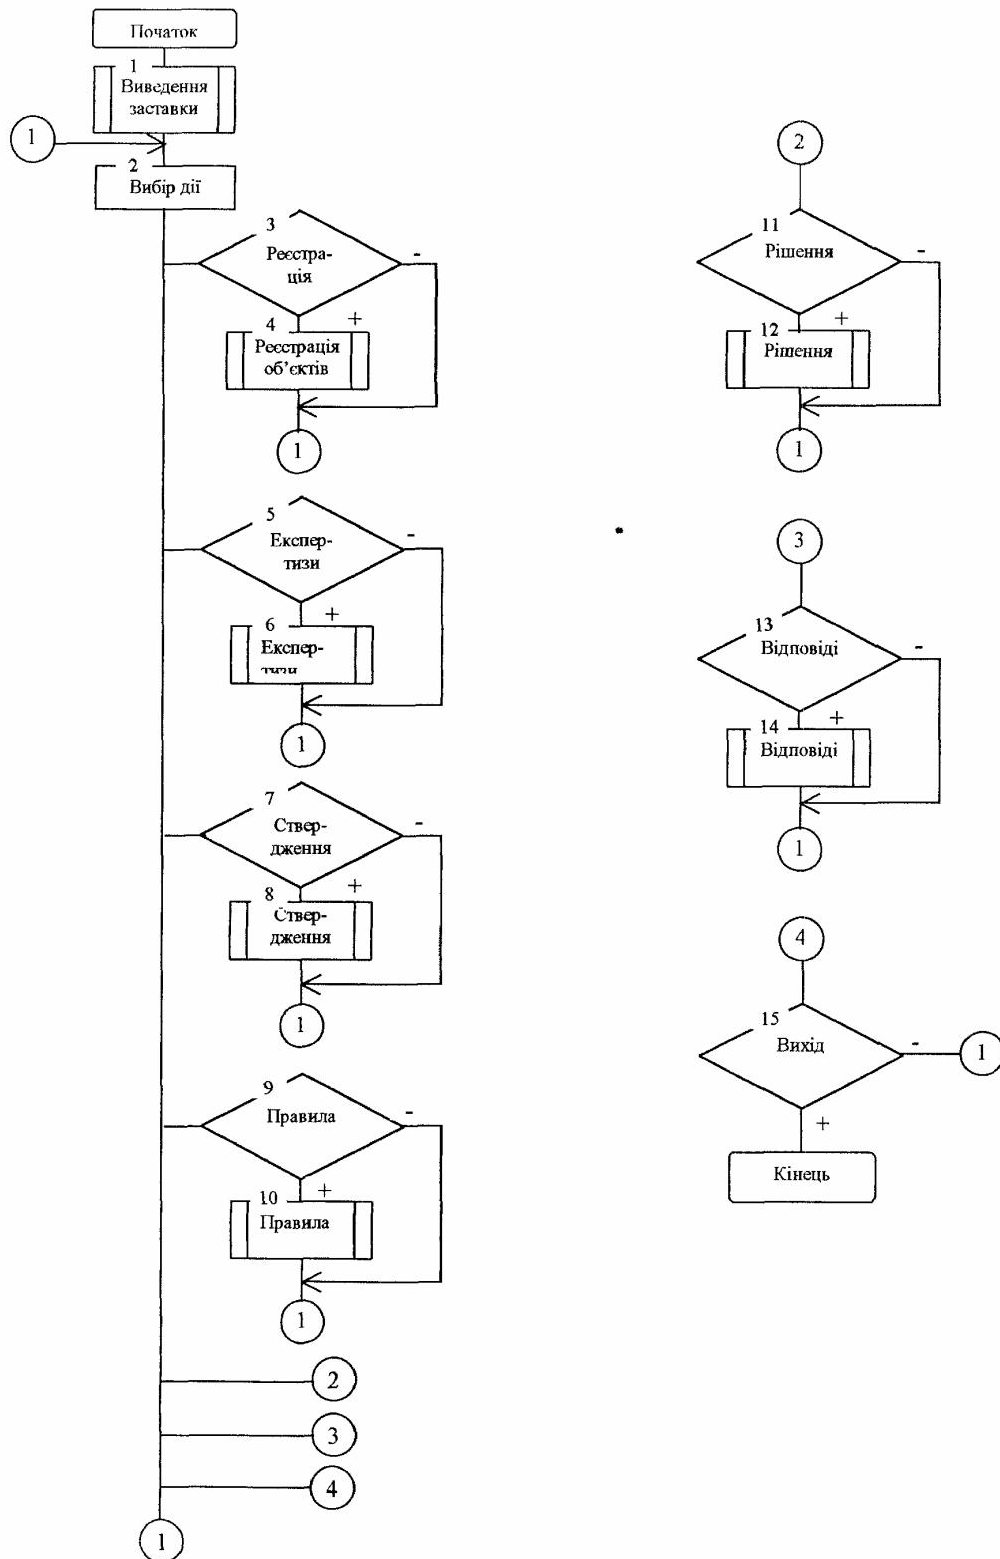 Початок
1
Виведення
заставки
1
2
Вибір дії
3
Реєстра-
ція
-
+
4
Реєстрація
об’єктів
1
5
Експер-
тизи
-
+
6
Експер-
тизи
1
7
Ствер-
дження
-
+
8
Ствер-
дження
1
9
Правила
-
+
10
Правила
1
2
3
4
1
2
11
Рішення
-
+
12
Рішення
1
3
13
Відповіді
-
+
14
Відповіді
1
4
15
Вихід
-
1
+
Кінець